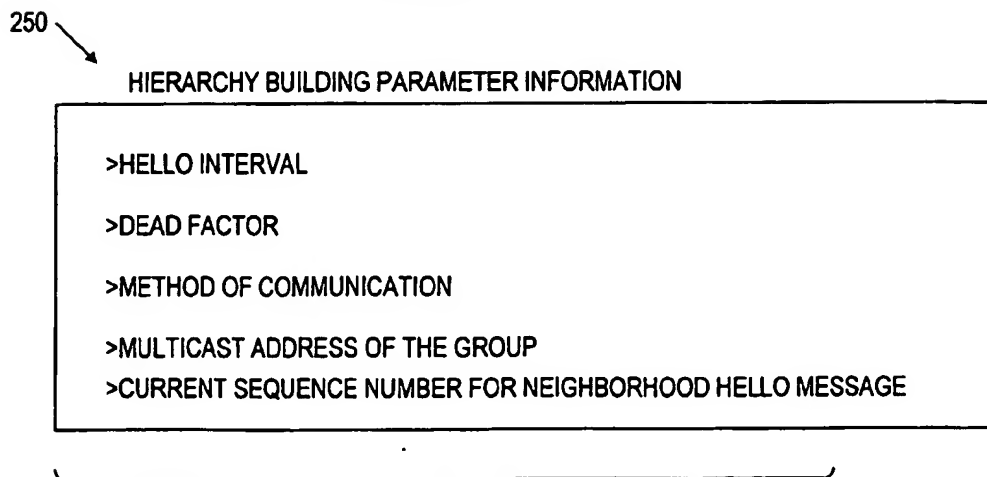 250
HIERARCHY BUILDING PARAMETER INFORMATION
>HELLO INTERVAL
>DEAD FACTOR
>METHOD OF COMMUNICATION
>MULTICAST ADDRESS OF THE GROUP
>CURRENT SEQUENCE NUMBER FOR NEIGHBORHOOD HELLO MESSAGE